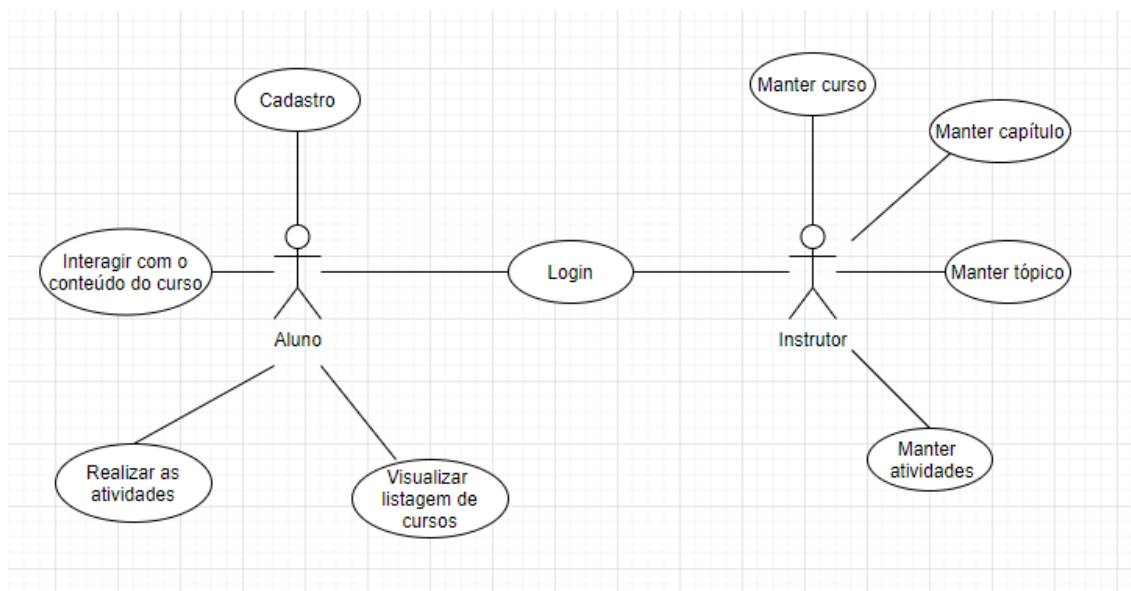 Cadastro
Manter curso
Manter capítulo
Interagir com o
conteúdo do curso
Login
Manter tópico
Aluno
Instrutor
Realizar as
atividades
Visualizar
listagem de
cursos
Manter
atividades